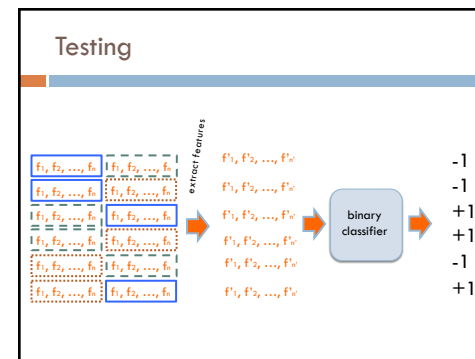 Testing
extract features
f₁, f₂, …, fₙ f₁, f₂, …, fₙ f'₁, f'₂, …, f'ₙ' -1
f₁, f₂, …, fₙ f₁, f₂, …, fₙ f'₁, f'₂, …, f'ₙ' -1
f₁, f₂, …, fₙ f₁, f₂, …, fₙ f'₁, f'₂, …, f'ₙ' +1
f₁, f₂, …, fₙ f₁, f₂, …, fₙ f'₁, f'₂, …, f'ₙ' +1
f₁, f₂, …, fₙ f₁, f₂, …, fₙ f'₁, f'₂, …, f'ₙ' -1
f₁, f₂, …, fₙ f₁, f₂, …, fₙ f'₁, f'₂, …, f'ₙ' +1
binary
classifier